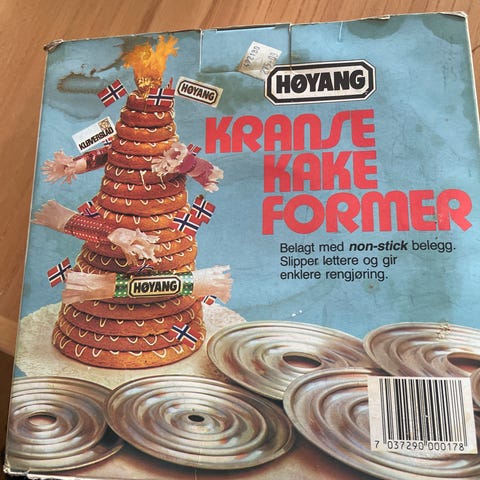 HØYANG
HØYANG
KLØVERBLAD
KRANSE
KAKE
FORMER
Belagt med non-stick belegg.
Slipper lettere og gir
enklere rengjøring.
HØYANG
7 037290 000178